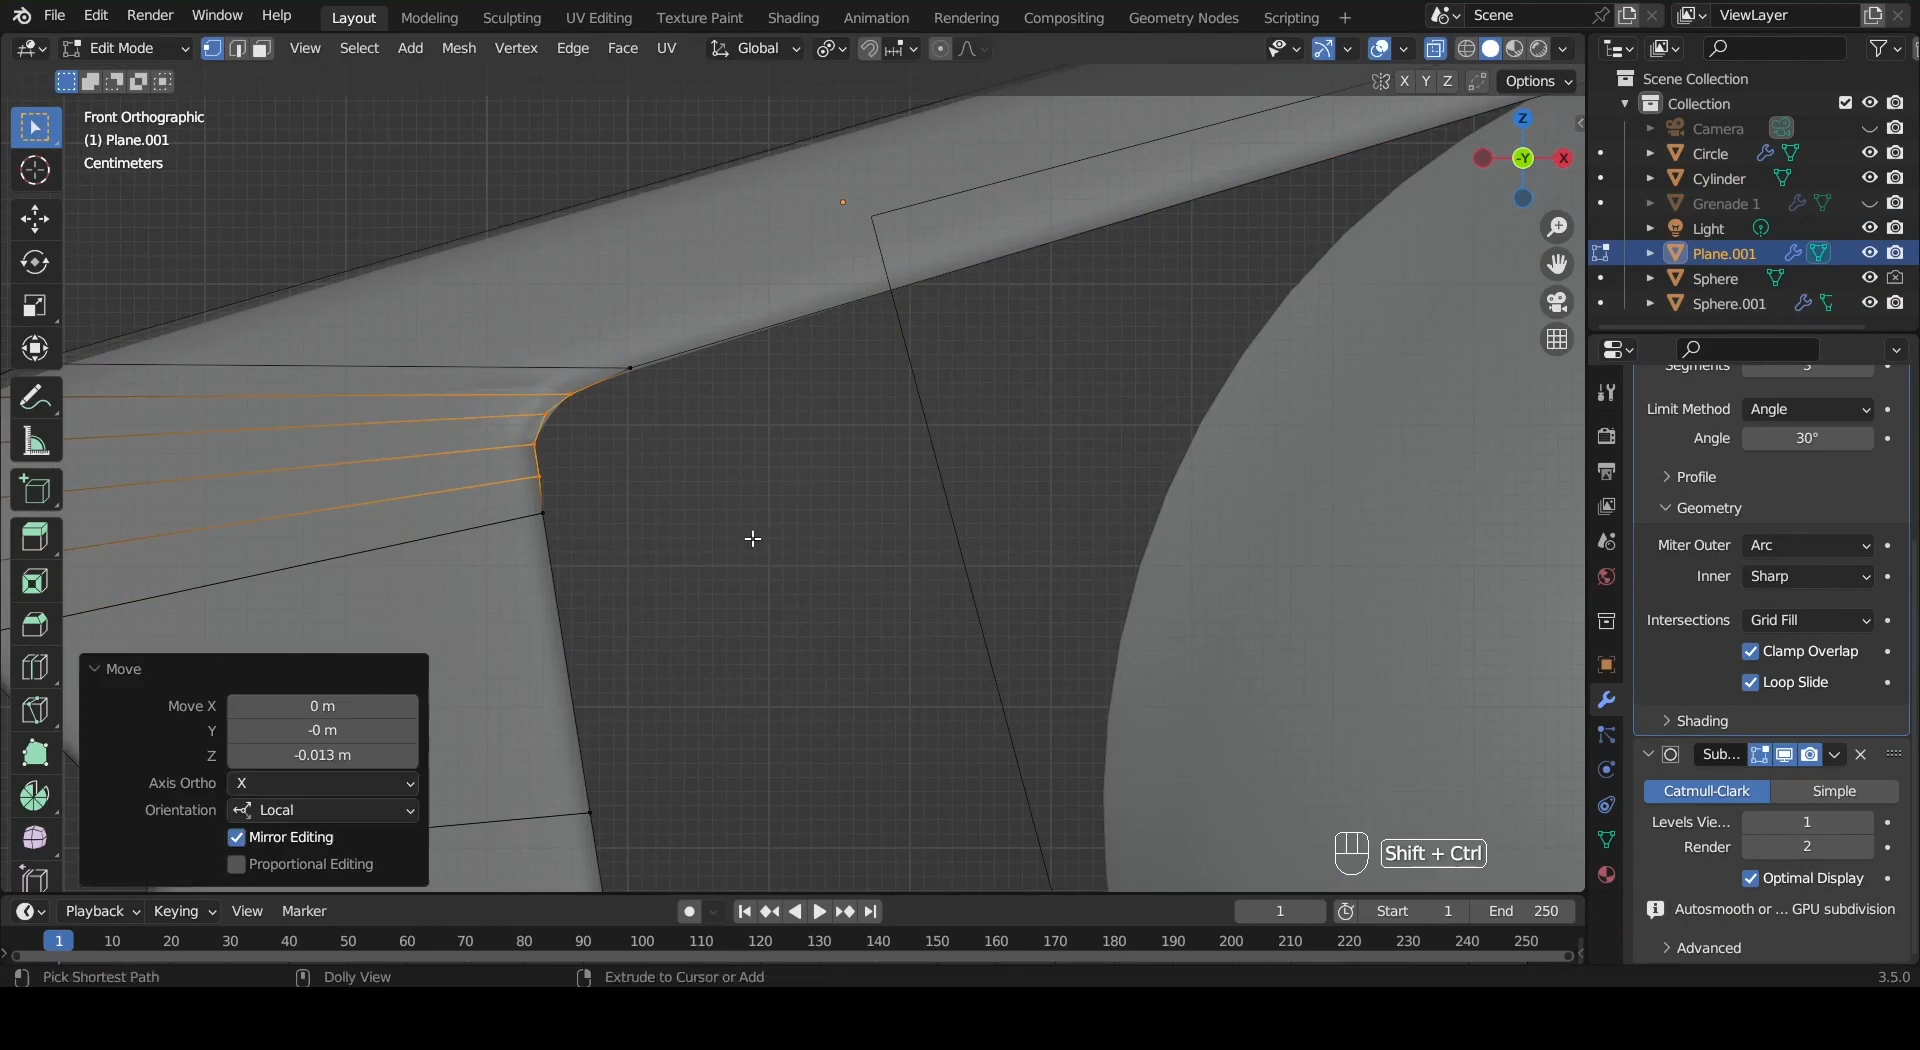 File Edit Render Window Help Layout Modeling Sculpting UV Editing Texture Paint Shading Animation Rendering Compositing Geometry Nodes Scripting + Scene ViewLayer
Edit Mode View Select Add Mesh Vertex Edge Face UV Global
X Y Z Options
Front Orthographic
(1) Plane.001
Centimeters
Z
-Y
X
Move
Move X 0 m
Y -0 m
Z -0.013 m
Axis Ortho X
Orientation Local
Mirror Editing
Proportional Editing
Shift + Ctrl
Scene Collection
Collection
Camera
Circle
Cylinder
Grenade 1
Light
Plane.001
Sphere
Sphere.001
Limit Method Angle
Angle 30°
Profile
Geometry
Miter Outer Arc
Inner Sharp
Intersections Grid Fill
Clamp Overlap
Loop Slide
Shading
Sub...
Catmull-Clark Simple
Levels Vie... 1
Render 2
Optimal Display
Autosmooth or ... GPU subdivision
Advanced
Playback Keying View Marker 1 Start 1 End 250
1 10 20 30 40 50 60 70 80 90 100 110 120 130 140 150 160 170 180 190 200 210 220 230 240 250
Pick Shortest Path Dolly View Extrude to Cursor or Add 3.5.0